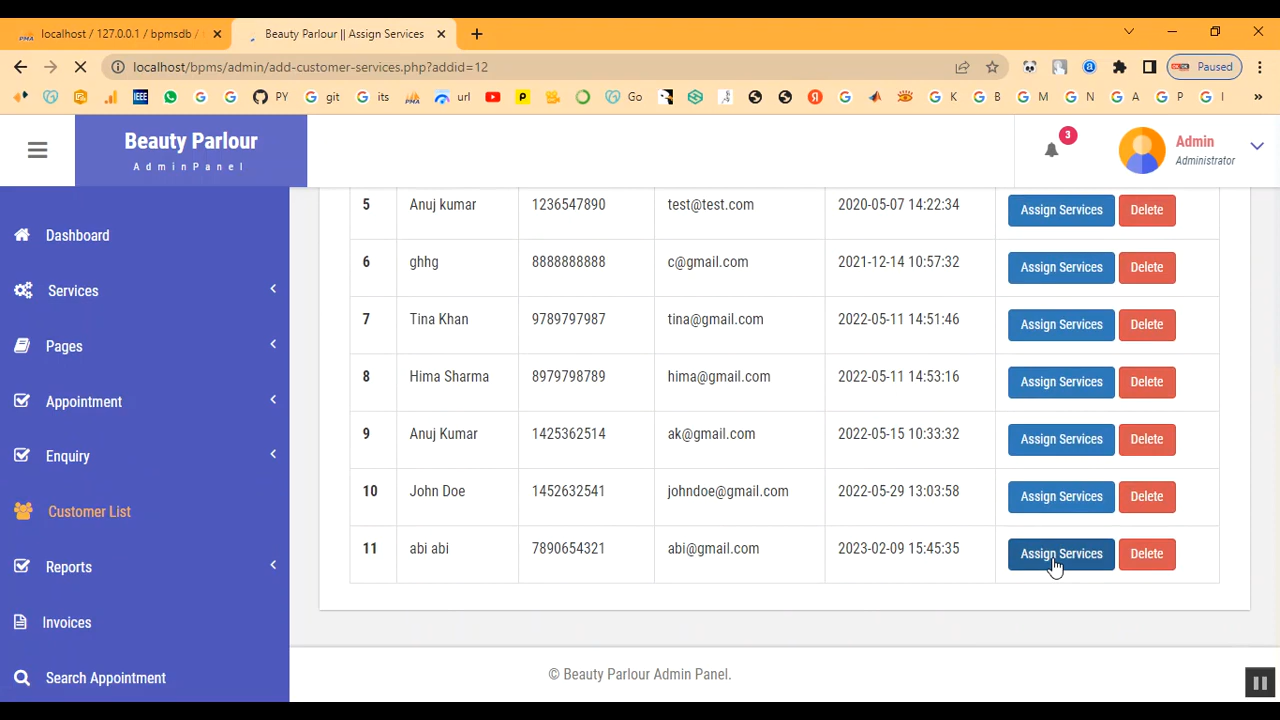 localhost / 127.0.0.1 / bpmsdb /
Beauty Parlour || Assign Services
localhost/bpms/admin/add-customer-services.php?addid=12
Paused
IEEE
PY
git
its
url
Go
K
B
M
N
A
P
I
Beauty Parlour
AdminPanel
3
Admin
Administrator
Dashboard
Services
Pages
Appointment
Enquiry
Customer List
Reports
Invoices
Search Appointment
5 Anuj kumar 1236547890 test@test.com 2020-05-07 14:22:34 Assign Services Delete
6 ghhg 8888888888 c@gmail.com 2021-12-14 10:57:32 Assign Services Delete
7 Tina Khan 9789797987 tina@gmail.com 2022-05-11 14:51:46 Assign Services Delete
8 Hima Sharma 8979798789 hima@gmail.com 2022-05-11 14:53:16 Assign Services Delete
9 Anuj Kumar 1425362514 ak@gmail.com 2022-05-15 10:33:32 Assign Services Delete
10 John Doe 1452632541 johndoe@gmail.com 2022-05-29 13:03:58 Assign Services Delete
11 abi abi 7890654321 abi@gmail.com 2023-02-09 15:45:35 Assign Services Delete
© Beauty Parlour Admin Panel.